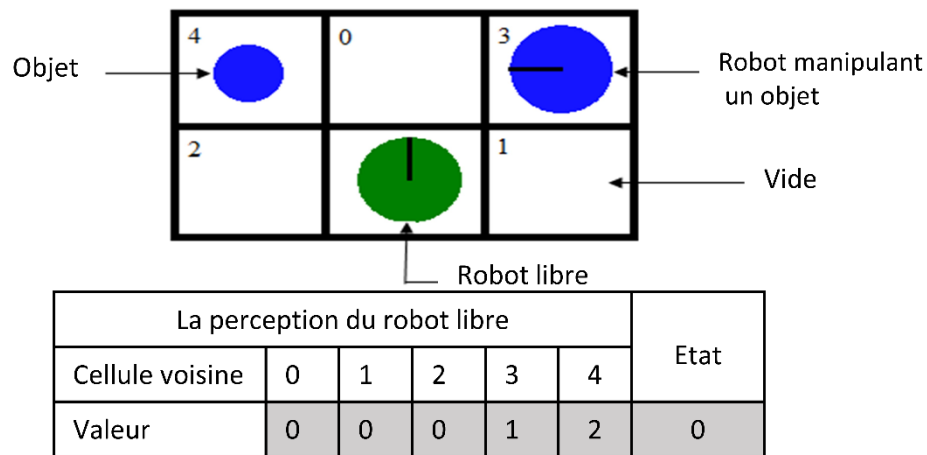 4 0 3
Objet
Robot manipulant
un objet
2 1
Vide
Robot libre
La perception du robot libre
Etat
Cellule voisine 0 1 2 3 4
Valeur 0 0 0 1 2 0